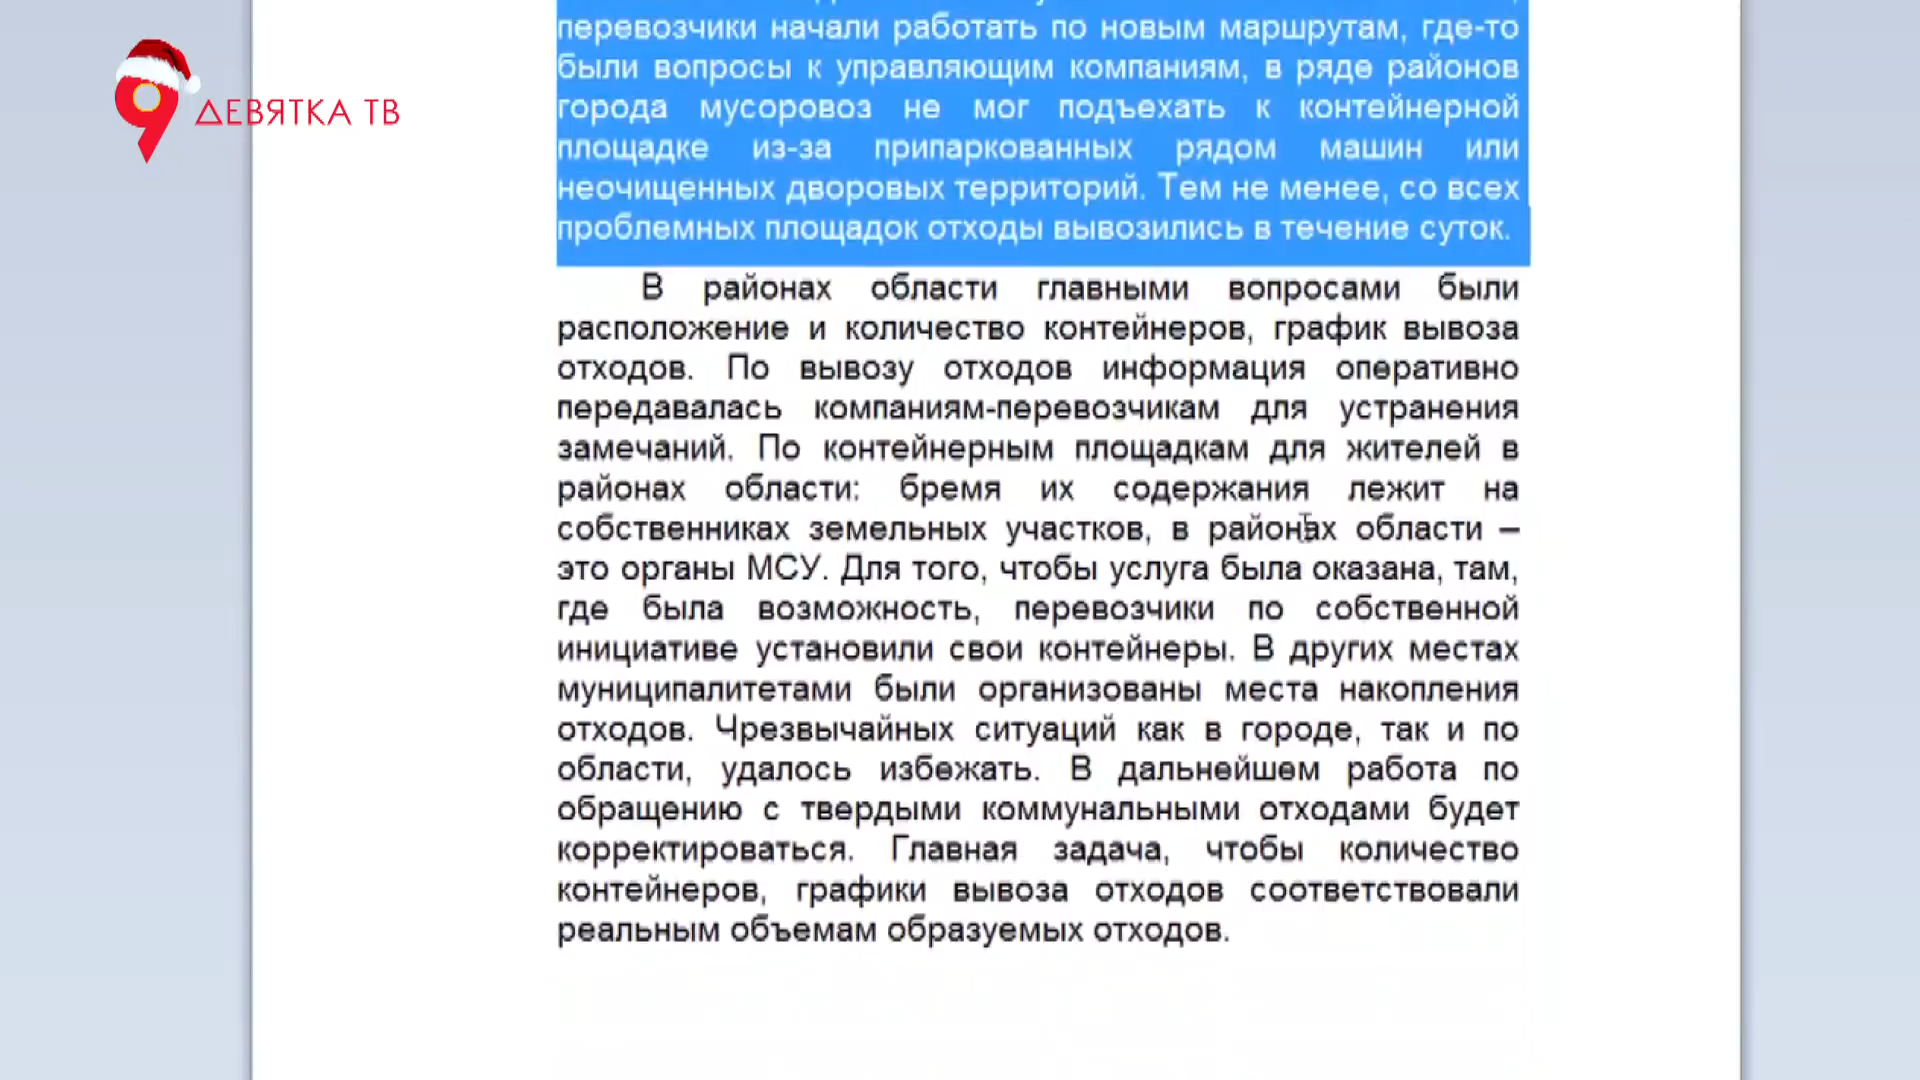 9 ДЕВЯТКА ТВ
перевозчики начали работать по новым маршрутам, где-то
были вопросы к управляющим компаниям, в ряде районов
города мусоровоз не мог подъехать к контейнерной
площадке из-за припаркованных рядом машин или
неочищенных дворовых территорий. Тем не менее, со всех
проблемных площадок отходы вывозились в течение суток.
В районах области главными вопросами были
расположение и количество контейнеров, график вывоза
отходов. По вывозу отходов информация оперативно
передавалась компаниям-перевозчикам для устранения
замечаний. По контейнерным площадкам для жителей в
районах области: бремя их содержания лежит на
собственниках земельных участков, в районах области –
это органы МСУ. Для того, чтобы услуга была оказана, там,
где была возможность, перевозчики по собственной
инициативе установили свои контейнеры. В других местах
муниципалитетами были организованы места накопления
отходов. Чрезвычайных ситуаций как в городе, так и по
области, удалось избежать. В дальнейшем работа по
обращению с твердыми коммунальными отходами будет
корректироваться. Главная задача, чтобы количество
контейнеров, графики вывоза отходов соответствовали
реальным объемам образуемых отходов.